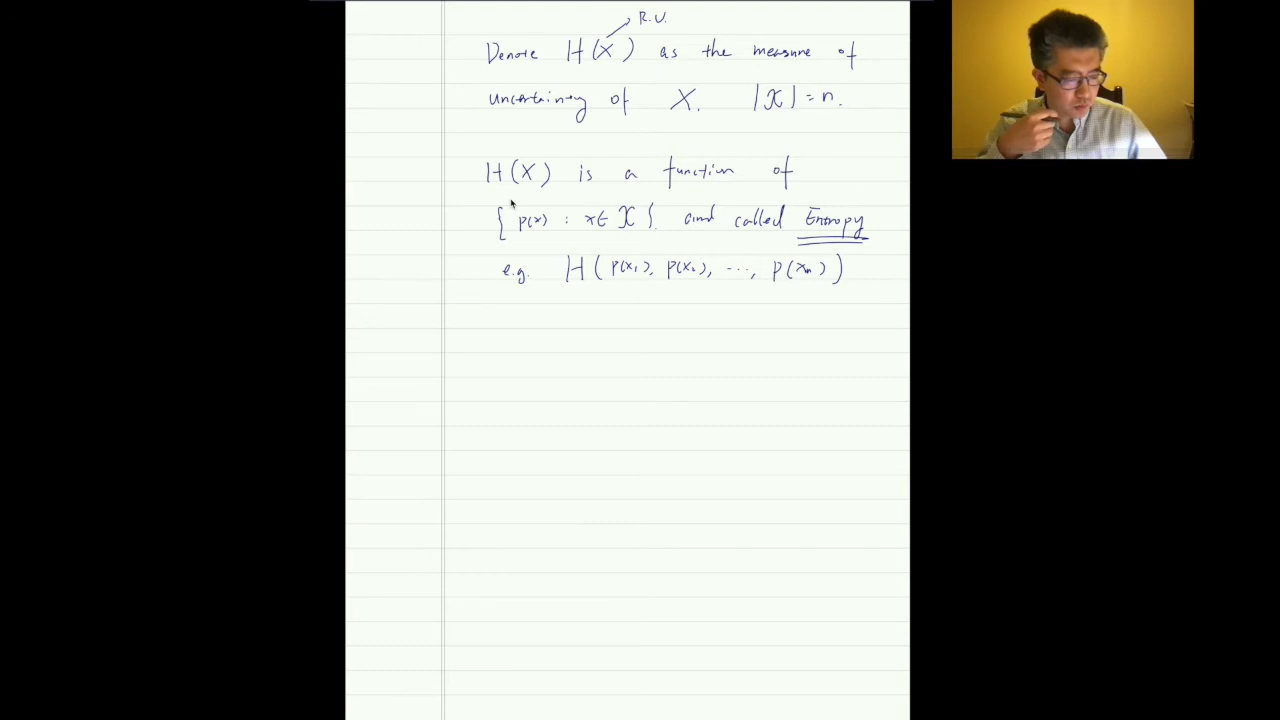 R.V.
Denote H(X) as the measure of
uncertainty of X. |𝒳| = n.
H(X) is a function of
{ p(x) : x ∈ 𝒳 }. and called Entropy
e.g. H( p(x₁), p(x₂), ..., p(xₙ) )